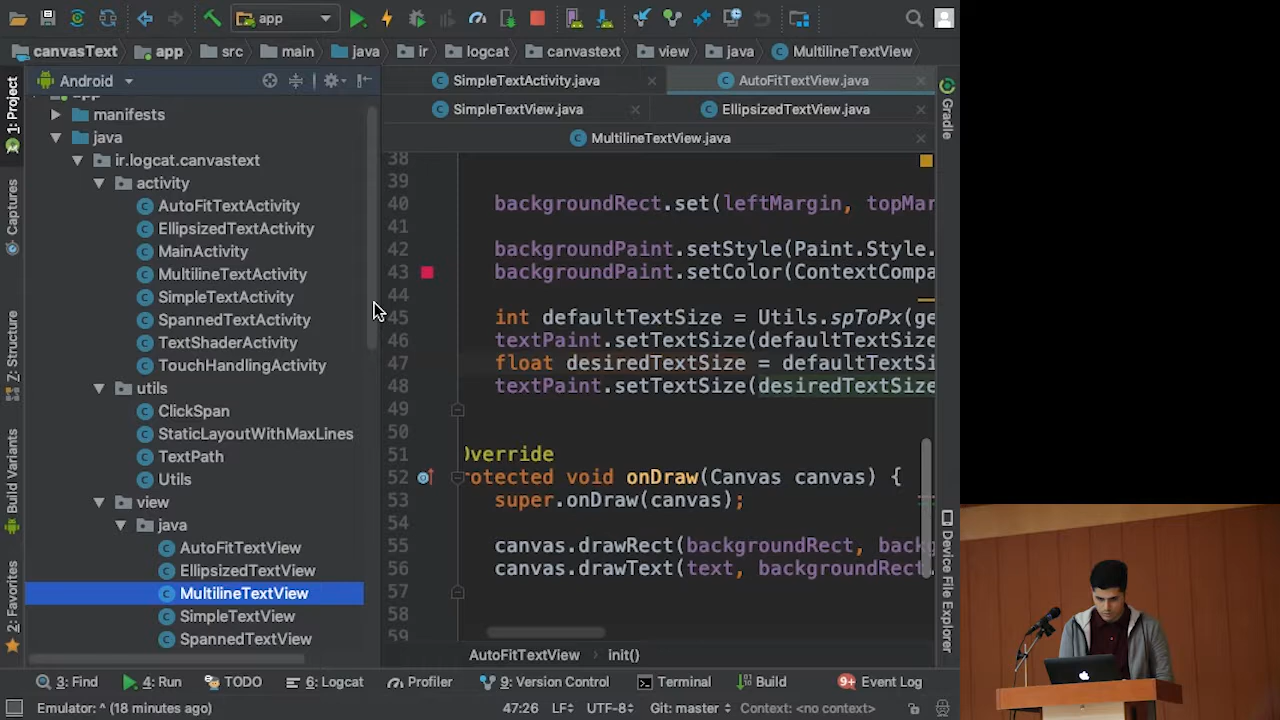 app
canvasText app src main java ir logcat canvastext view java MultilineTextView
Android
SimpleTextActivity.java AutoFitTextView.java
SimpleTextView.java EllipsizedTextView.java
MultilineTextView.java
1: Project
Captures
Z: Structure
Build Variants
2: Favorites
manifests
java
ir.logcat.canvastext
activity
AutoFitTextActivity
EllipsizedTextActivity
MainActivity
MultilineTextActivity
SimpleTextActivity
SpannedTextActivity
TextShaderActivity
TouchHandlingActivity
utils
ClickSpan
StaticLayoutWithMaxLines
TextPath
Utils
view
java
AutoFitTextView
EllipsizedTextView
MultilineTextView
SimpleTextView
SpannedTextView
38
39
40 backgroundRect.set(leftMargin, topMar
41
42 backgroundPaint.setStyle(Paint.Style.
43 backgroundPaint.setColor(ContextCompa
44
45 int defaultTextSize = Utils.spToPx(ge
46 textPaint.setTextSize(defaultTextSize
47 float desiredTextSize = defaultTextSi
48 textPaint.setTextSize(desiredTextSize
49
50
51 Override
52 rotected void onDraw(Canvas canvas) {
53 super.onDraw(canvas);
54
55 canvas.drawRect(backgroundRect, backg
56 canvas.drawText(text, backgroundRect.
57
58
59
AutoFitTextView › init()
Gradle
Device File Explorer
3: Find 4: Run TODO 6: Logcat Profiler 9: Version Control Terminal Build 9+ Event Log
Emulator: ^ (18 minutes ago) 47:26 LF UTF-8 Git: master Context: <no context>